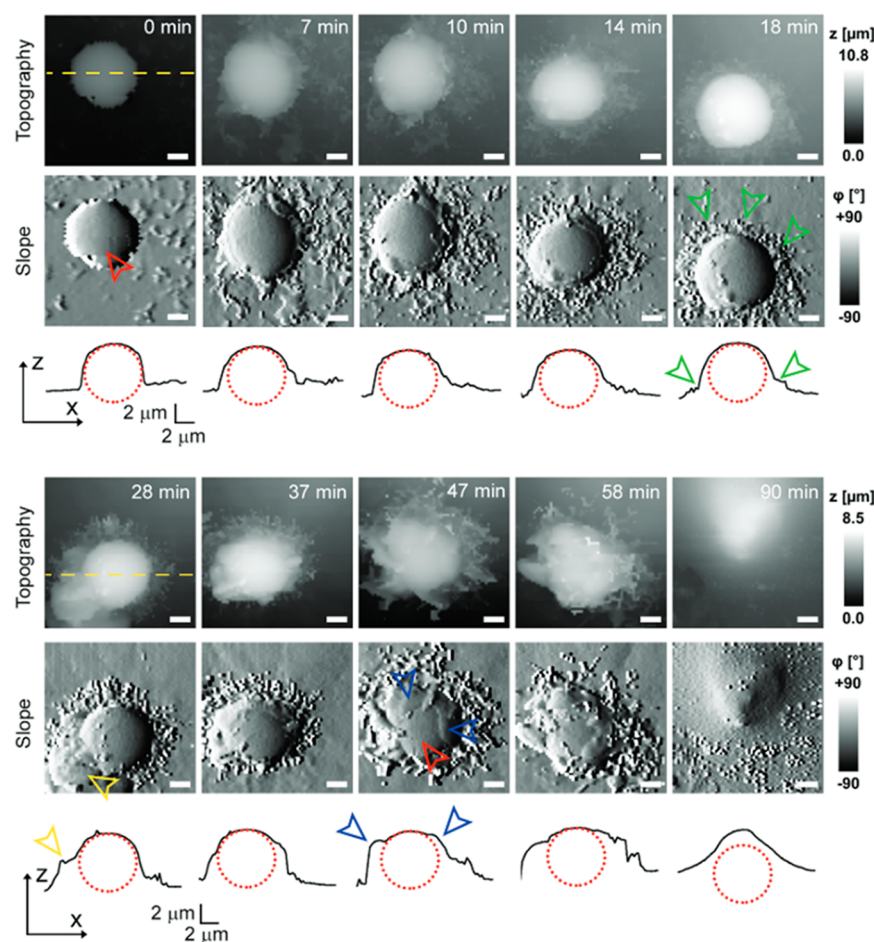 0 min
7 min
10 min
14 min
18 min
Topography
z [µm]
10.8
0.0
Slope
φ [°]
+90
-90
z
x
2 µm
2 µm
28 min
37 min
47 min
58 min
90 min
Topography
z [µm]
8.5
0.0
Slope
φ [°]
+90
-90
z
x
2 µm
2 µm